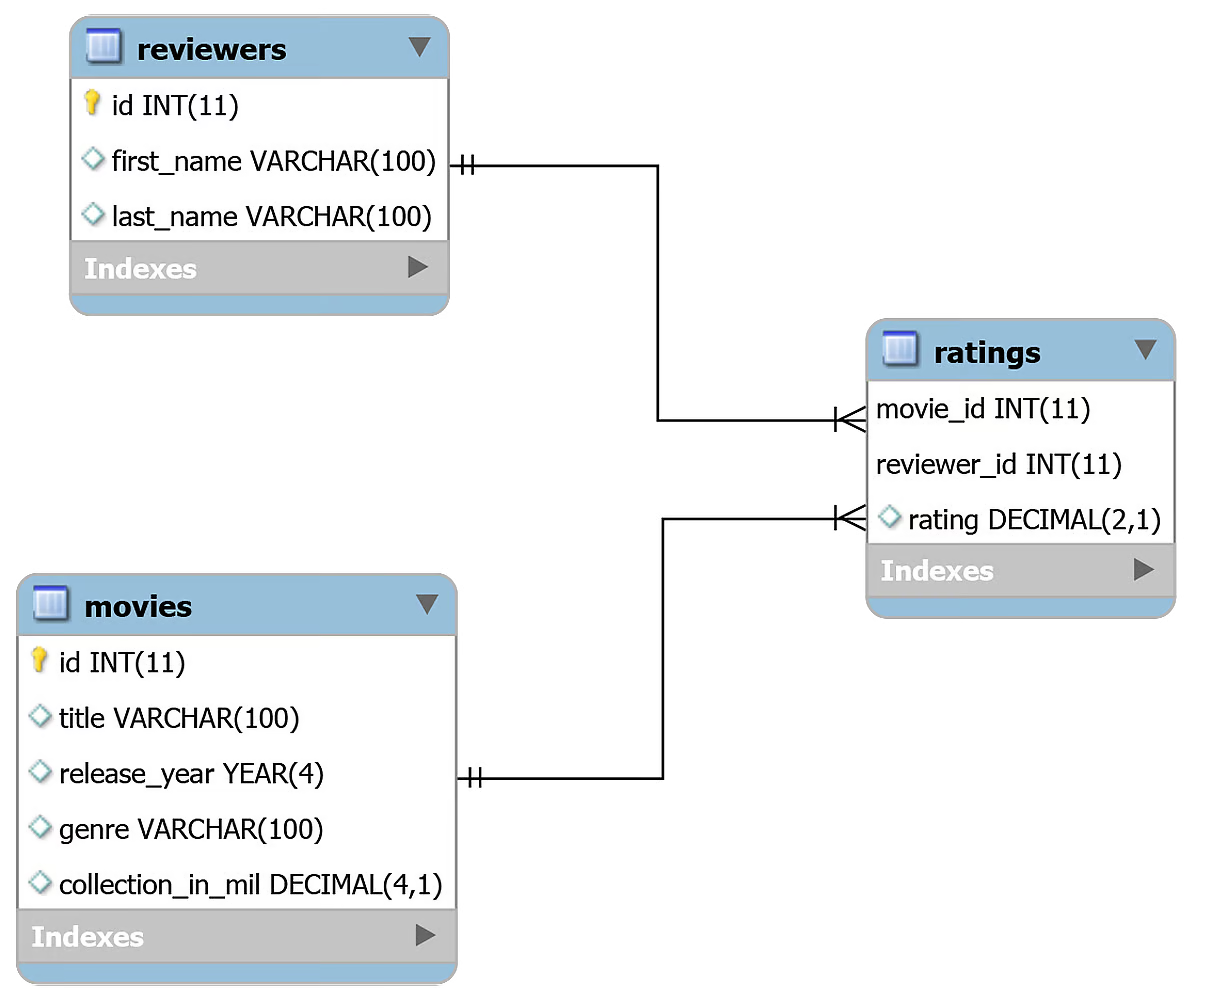 reviewers
id INT(11)
first_name VARCHAR(100)
last_name VARCHAR(100)
Indexes
ratings
movie_id INT(11)
reviewer_id INT(11)
rating DECIMAL(2,1)
Indexes
movies
id INT(11)
title VARCHAR(100)
release_year YEAR(4)
genre VARCHAR(100)
collection_in_mil DECIMAL(4,1)
Indexes